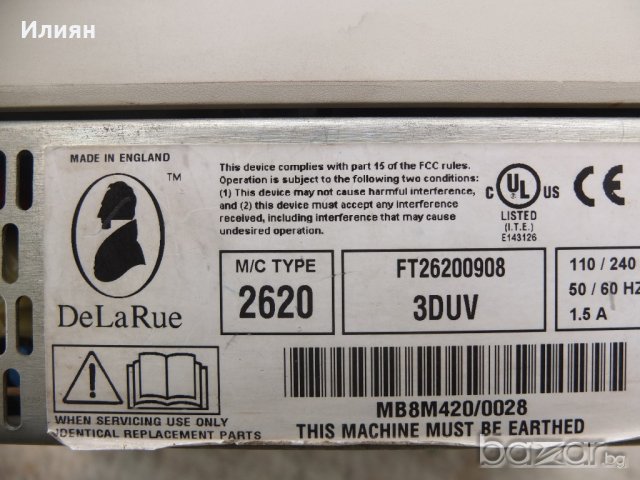 Илиян
MADE IN ENGLAND
TM
DeLaRue
This device complies with part 15 of the FCC rules.
Operation is subject to the following two conditions:
(1) This device may not cause harmful interference,
and (2) this device must accept any interference
received, including interference that may cause
undesired operation.
C UL US
LISTED
(I.T.E.)
E143126
CE
M/C TYPE
2620
FT26200908
3DUV
110 / 240
50 / 60 HZ
1.5 A
WHEN SERVICING USE ONLY
IDENTICAL REPLACEMENT PARTS
MB8M420/0028
THIS MACHINE MUST BE EARTHED
bazar.bg